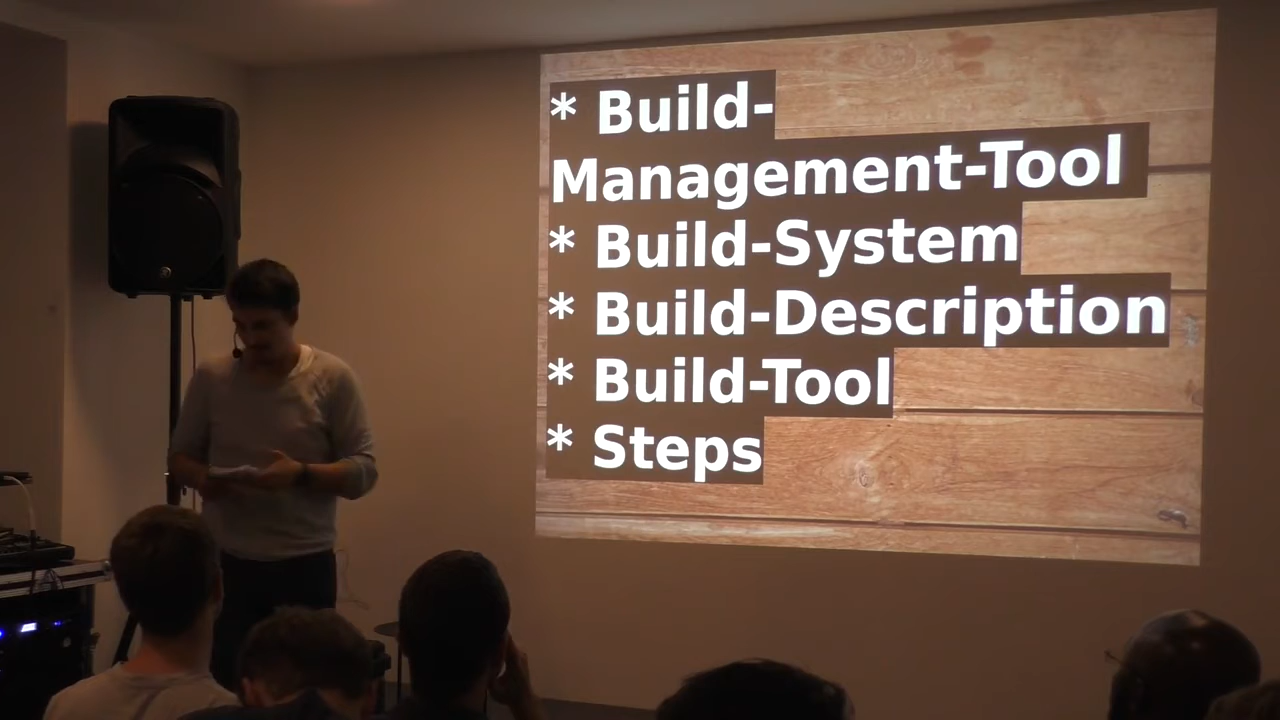 * Build-
Management-Tool
* Build-System
* Build-Description
* Build-Tool
* Steps